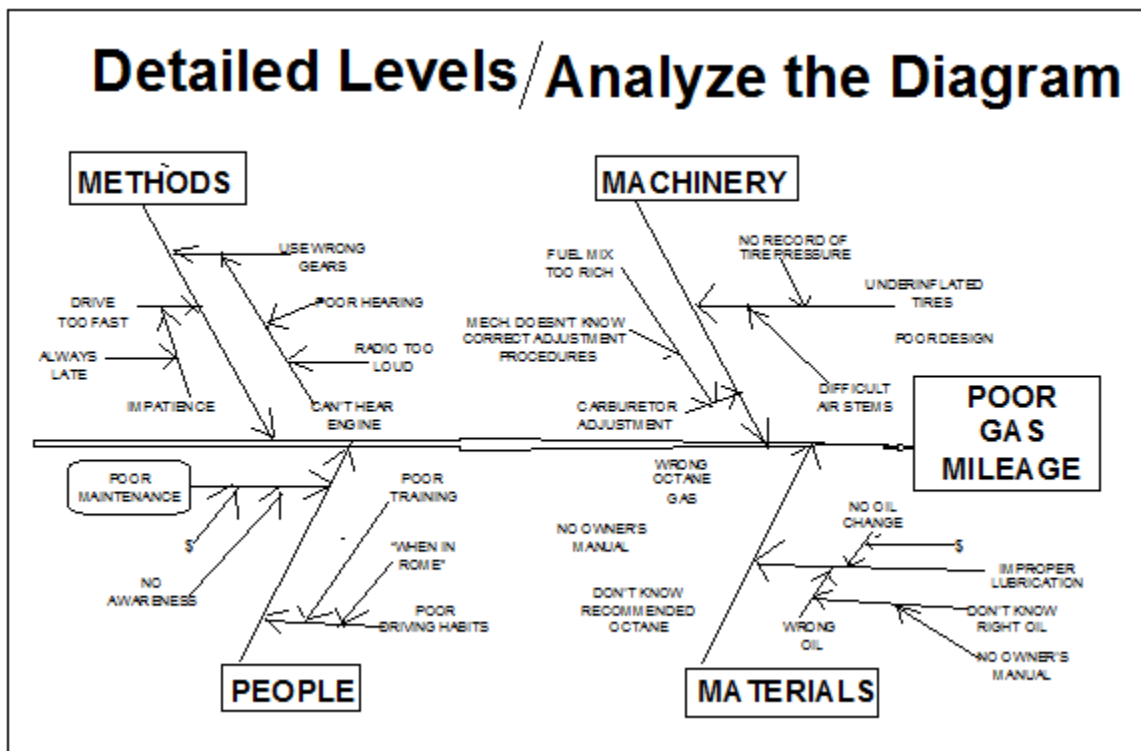 Detailed Levels/Analyze the Diagram
METHODS
MACHINERY
USE WRONG
GEARS
DRIVE
TOO FAST
POOR HEARING
ALWAYS
LATE
RADIO TOO
LOUD
IMPATIENCE
CAN'T HEAR
ENGINE
FUEL MIX
TOO RICH
NO RECORD OF
TIRE PRESSURE
UNDERINFLATED
TIRES
MECH. DOESN'T KNOW
CORRECT ADJUSTMENT
PROCEDURES
POOR DESIGN
CARBURETOR
ADJUSTMENT
DIFFICULT
AIR STEMS
POOR
GAS
MILEAGE
POOR
MAINTENANCE
$
NO
AWARENESS
POOR
TRAINING
"WHEN IN
ROME"
POOR
DRIVING HABITS
PEOPLE
WRONG
OCTANE
GAS
NO OWNER'S
MANUAL
DON'T KNOW
RECOMMENDED
OCTANE
NO OIL
CHANGE
$
IMPROPER
LUBRICATION
WRONG
OIL
DON'T KNOW
RIGHT OIL
NO OWNER'S
MANUAL
MATERIALS